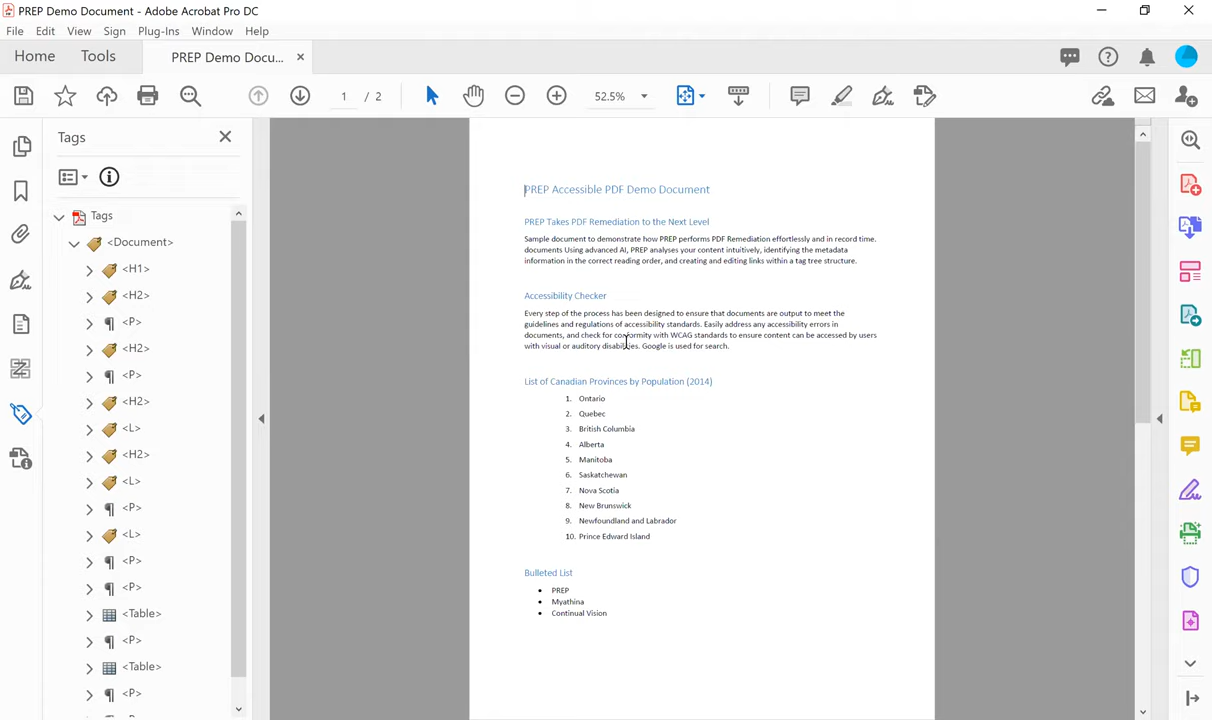 PREP Demo Document - Adobe Acrobat Pro DC
File Edit View Sign Plug-Ins Window Help
Home Tools PREP Demo Docu... ×
1 / 2 52.5%
Tags
Tags
<Document>
<H1>
<H2>
<P>
<H2>
<P>
<H2>
<L>
<H2>
<L>
<P>
<L>
<P>
<P>
<Table>
<P>
<Table>
<P>
PREP Accessible PDF Demo Document
PREP Takes PDF Remediation to the Next Level
Sample document to demonstrate how PREP performs PDF Remediation effortlessly and in record time.
documents Using advanced AI, PREP analyses your content intuitively, identifying the metadata
information in the correct reading order, and creating and editing links within a tag tree structure.
Accessibility Checker
Every step of the process has been designed to ensure that documents are output to meet the
guidelines and regulations of accessibility standards. Easily address any accessibility errors in
documents, and check for conformity with WCAG standards to ensure content can be accessed by users
with visual or auditory disabilities. Google is used for search.
List of Canadian Provinces by Population (2014)
1. Ontario
2. Quebec
3. British Columbia
4. Alberta
5. Manitoba
6. Saskatchewan
7. Nova Scotia
8. New Brunswick
9. Newfoundland and Labrador
10. Prince Edward Island
Bulleted List
• PREP
• Myathina
• Continual Vision